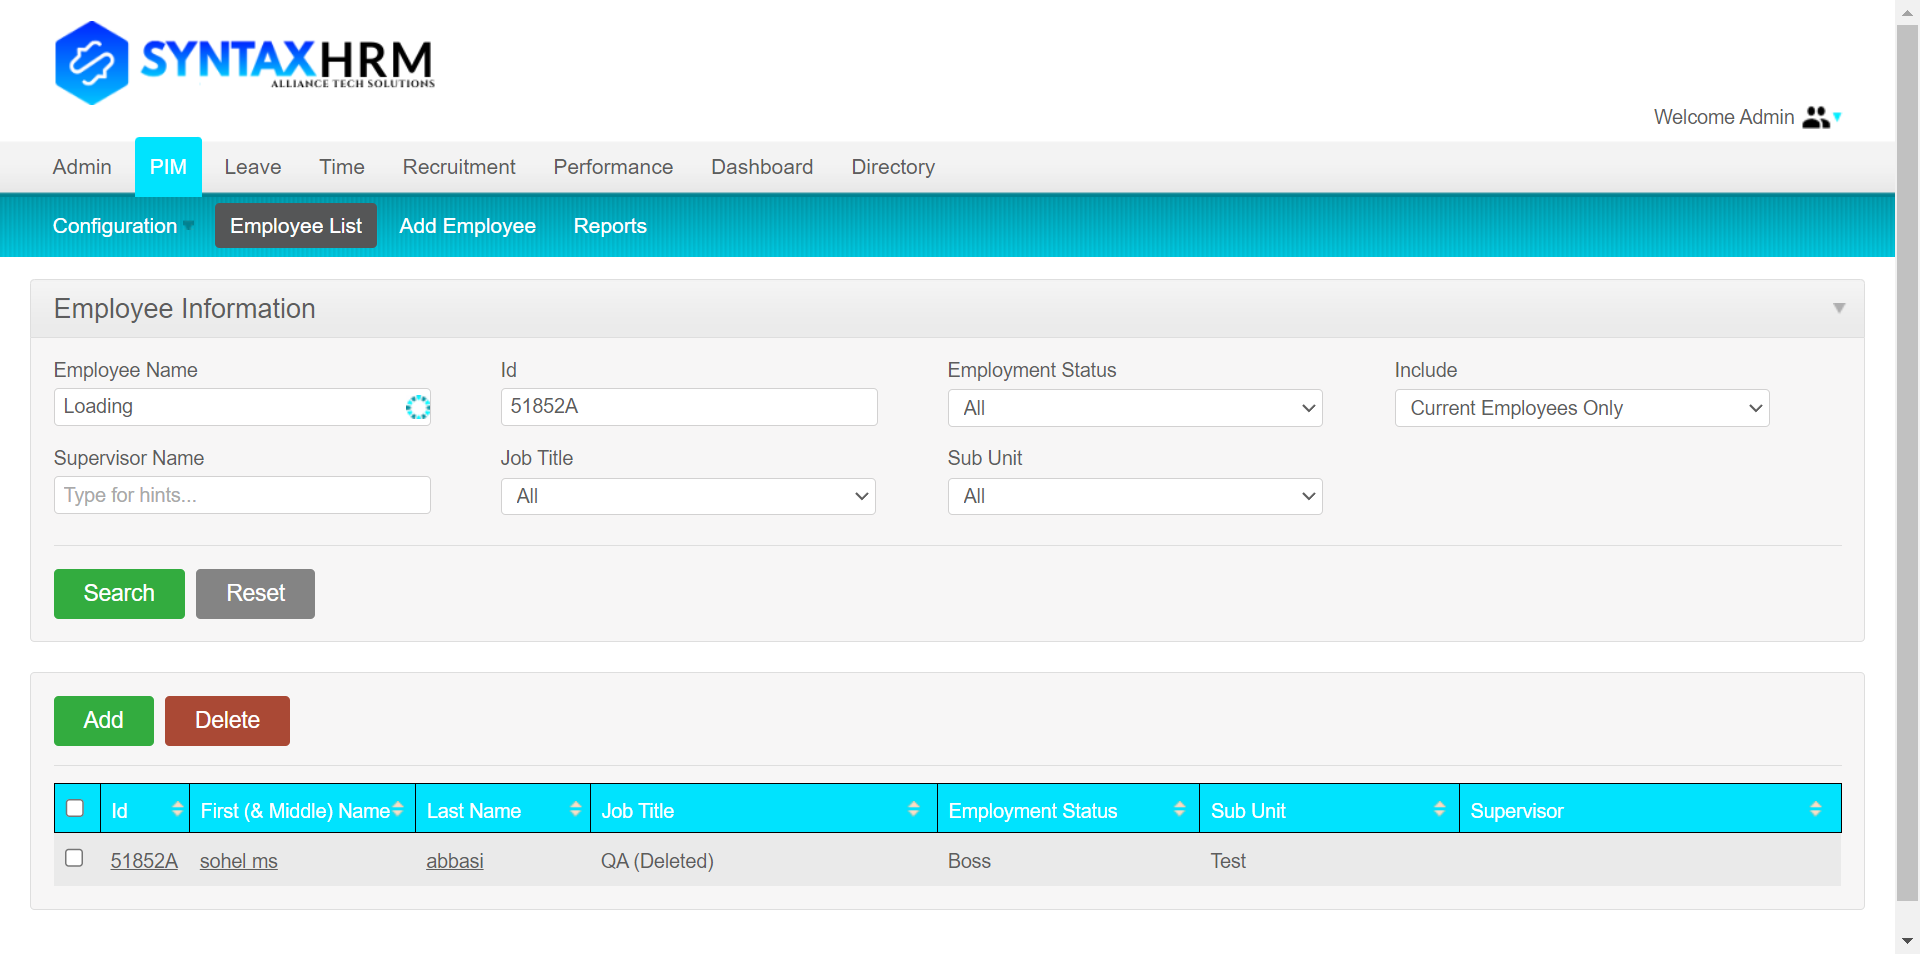 SYNTAXHRM
ALLIANCE TECH SOLUTIONS
Welcome Admin
Admin PIM Leave Time Recruitment Performance Dashboard Directory
Configuration Employee List Add Employee Reports
Employee Information
Employee Name Id Employment Status Include
Loading 51852A All Current Employees Only
Supervisor Name Job Title Sub Unit
Type for hints... All All
Search Reset
Add Delete
Id First (& Middle) Name Last Name Job Title Employment Status Sub Unit Supervisor
51852A sohel ms abbasi QA (Deleted) Boss Test